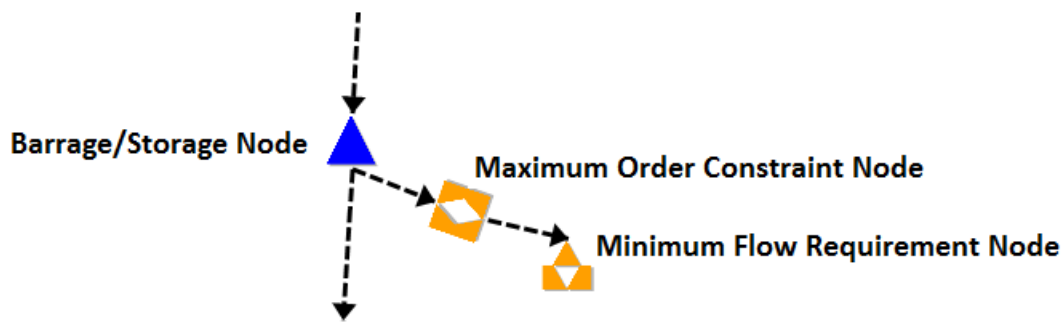 Barrage/Storage Node
Maximum Order Constraint Node
Minimum Flow Requirement Node